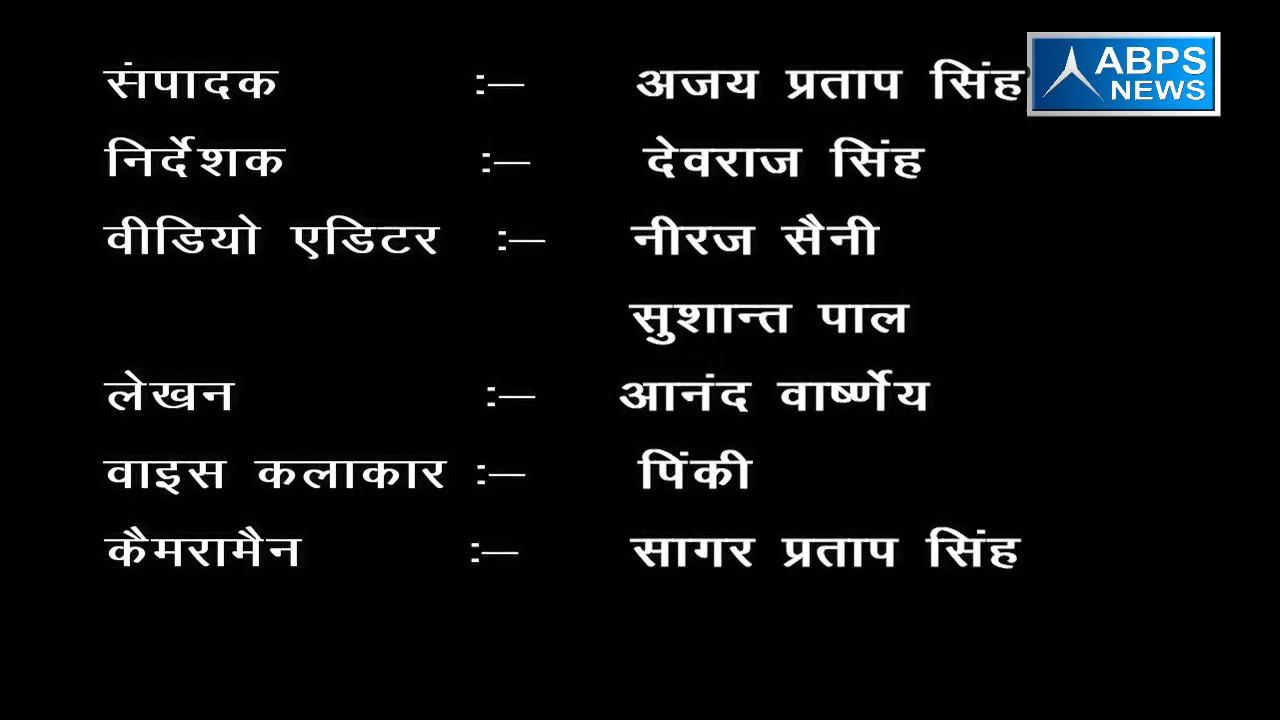 संपादक :— अजय प्रताप सिंह
ABPS
NEWS
निर्देशक :— देवराज सिंह
वीडियो एडिटर :— नीरज सैनी
सुशान्त पाल
लेखन :— आनंद वार्ष्णेय
वाइस कलाकार :— पिंकी
कैमरामैन :— सागर प्रताप सिंह